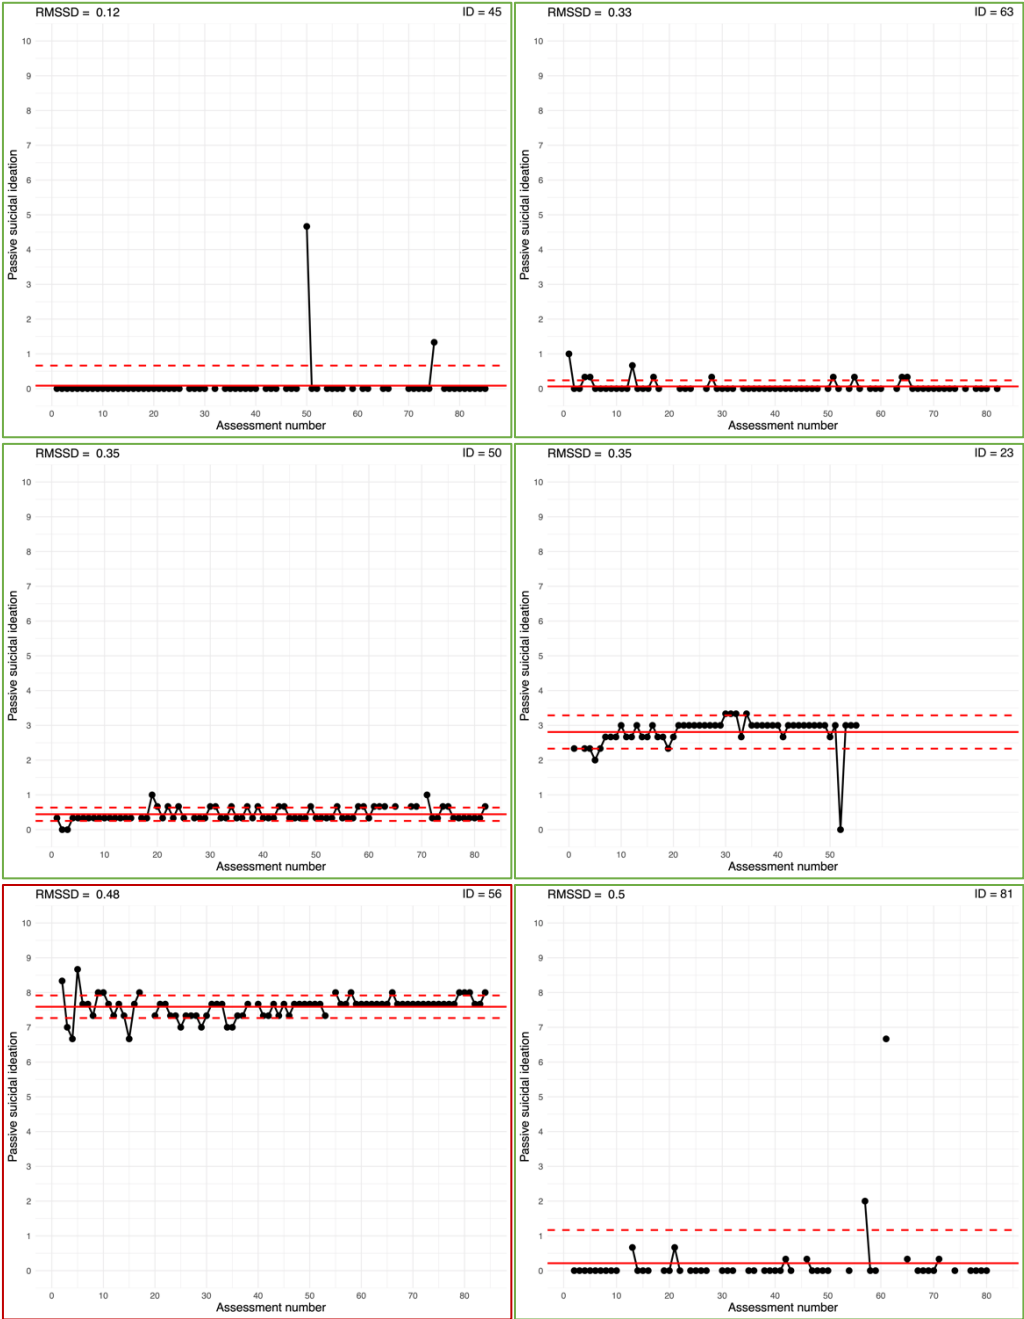 RMSSD = 0.12 ID = 45
10
9
8
7
6
5
4
3
2
1
0
Passive suicidal ideation
0 10 20 30 40 50 60 70 80
Assessment number
RMSSD = 0.33 ID = 63
10
9
8
7
6
5
4
3
2
1
0
Passive suicidal ideation
0 10 20 30 40 50 60 70 80
Assessment number
RMSSD = 0.35 ID = 50
10
9
8
7
6
5
4
3
2
1
0
Passive suicidal ideation
0 10 20 30 40 50 60 70 80
Assessment number
RMSSD = 0.35 ID = 23
10
9
8
7
6
5
4
3
2
1
0
Passive suicidal ideation
0 10 20 30 40 50
Assessment number
RMSSD = 0.48 ID = 56
10
9
8
7
6
5
4
3
2
1
0
Passive suicidal ideation
0 10 20 30 40 50 60 70 80
Assessment number
RMSSD = 0.5 ID = 81
10
9
8
7
6
5
4
3
2
1
0
Passive suicidal ideation
0 10 20 30 40 50 60 70 80
Assessment number